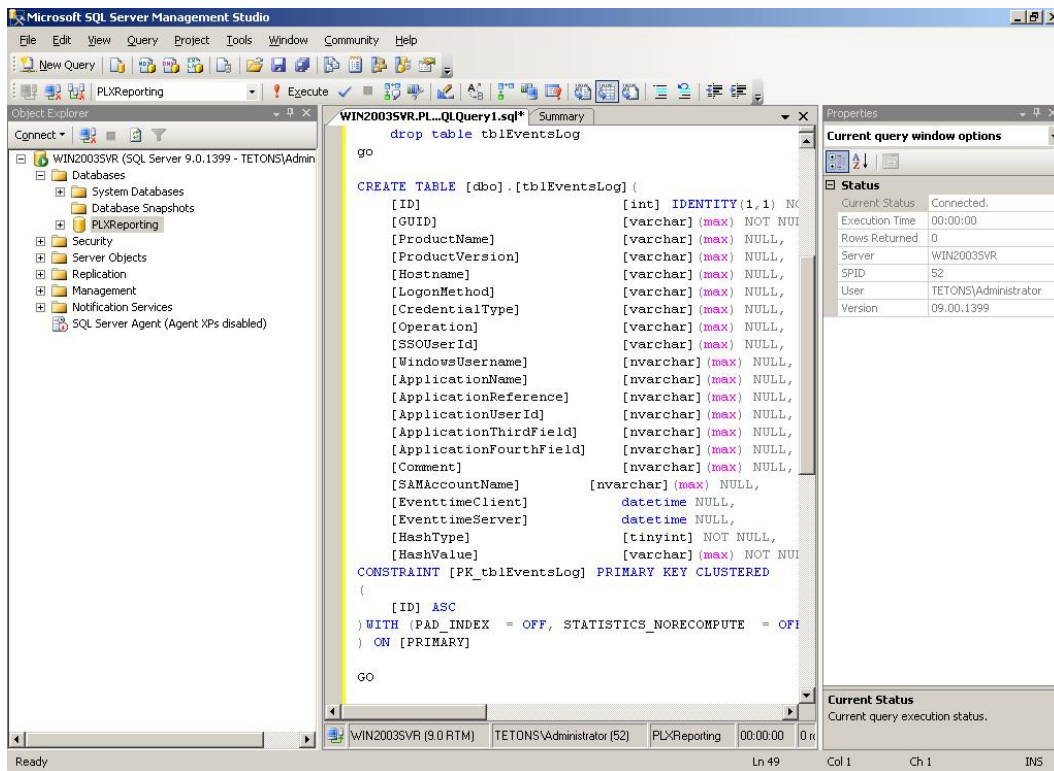 Microsoft SQL Server Management Studio
File Edit View Query Project Tools Window Community Help
New Query
PLXReporting Execute
Object Explorer
Connect
WIN2003SVR (SQL Server 9.0.1399 - TETONS\Admin
Databases
System Databases
Database Snapshots
PLXReporting
Security
Server Objects
Replication
Management
Notification Services
SQL Server Agent (Agent XPs disabled)
WIN2003SVR.PL...QLQuery1.sql* Summary
drop table tblEventsLog
go
CREATE TABLE [dbo].[tblEventsLog](
[ID] [int] IDENTITY(1,1) NO
[GUID] [varchar](max) NOT NUL
[ProductName] [varchar](max) NULL,
[ProductVersion] [varchar](max) NULL,
[Hostname] [varchar](max) NULL,
[LogonMethod] [varchar](max) NULL,
[CredentialType] [varchar](max) NULL,
[Operation] [varchar](max) NULL,
[SSOUserId] [varchar](max) NULL,
[WindowsUsername] [nvarchar](max) NULL,
[ApplicationName] [nvarchar](max) NULL,
[ApplicationReference] [nvarchar](max) NULL,
[ApplicationUserId] [nvarchar](max) NULL,
[ApplicationThirdField] [nvarchar](max) NULL,
[ApplicationFourthField] [nvarchar](max) NULL,
[Comment] [nvarchar](max) NULL,
[SAMAccountName] [nvarchar](max) NULL,
[EventtimeClient] datetime NULL,
[EventtimeServer] datetime NULL,
[HashType] [tinyint] NOT NULL,
[HashValue] [varchar](max) NOT NUL
CONSTRAINT [PK_tblEventsLog] PRIMARY KEY CLUSTERED
(
[ID] ASC
)WITH (PAD_INDEX = OFF, STATISTICS_NORECOMPUTE = OFF
) ON [PRIMARY]
GO
WIN2003SVR (9.0 RTM) TETONS\Administrator (52) PLXReporting 00:00:00 0 ro
Properties
Current query window options
Status
Current Status Connected.
Execution Time 00:00:00
Rows Returned 0
Server WIN2003SVR
SPID 52
User TETONS\Administrator
Version 09.00.1399
Current Status
Current query execution status.
Ready Ln 49 Col 1 Ch 1 INS